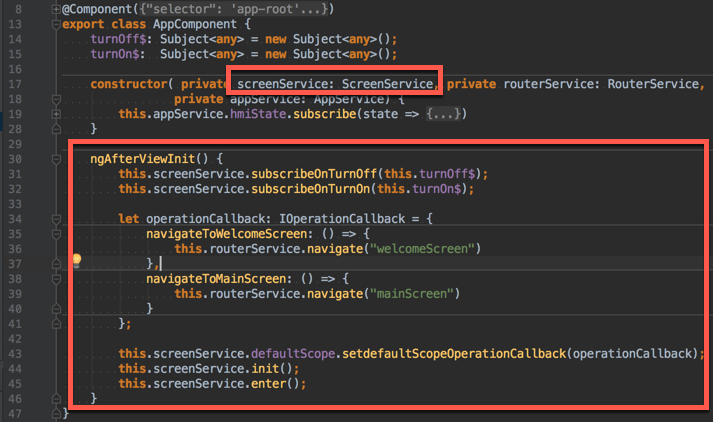 8 @Component({"selector": 'app-root'...})
13 export class AppComponent {
14 turnOff$: Subject<any> = new Subject<any>();
15 turnOn$: Subject<any> = new Subject<any>();
16
17 constructor( private screenService: ScreenService, private routerService: RouterService,
18 private appService: AppService) {
19 this.appService.hmiState.subscribe(state => {...})
28 }
29
30 ngAfterViewInit() {
31 this.screenService.subscribeOnTurnOff(this.turnOff$);
32 this.screenService.subscribeOnTurnOn(this.turnOn$);
33
34 let operationCallback: IOperationCallback = {
35 navigateToWelcomeScreen: () => {
36 this.routerService.navigate("welcomeScreen")
37 },
38 navigateToMainScreen: () => {
39 this.routerService.navigate("mainScreen")
40 }
41 };
42
43 this.screenService.defaultScope.setdefaultScopeOperationCallback(operationCallback);
44 this.screenService.init();
45 this.screenService.enter();
46 }
47 }